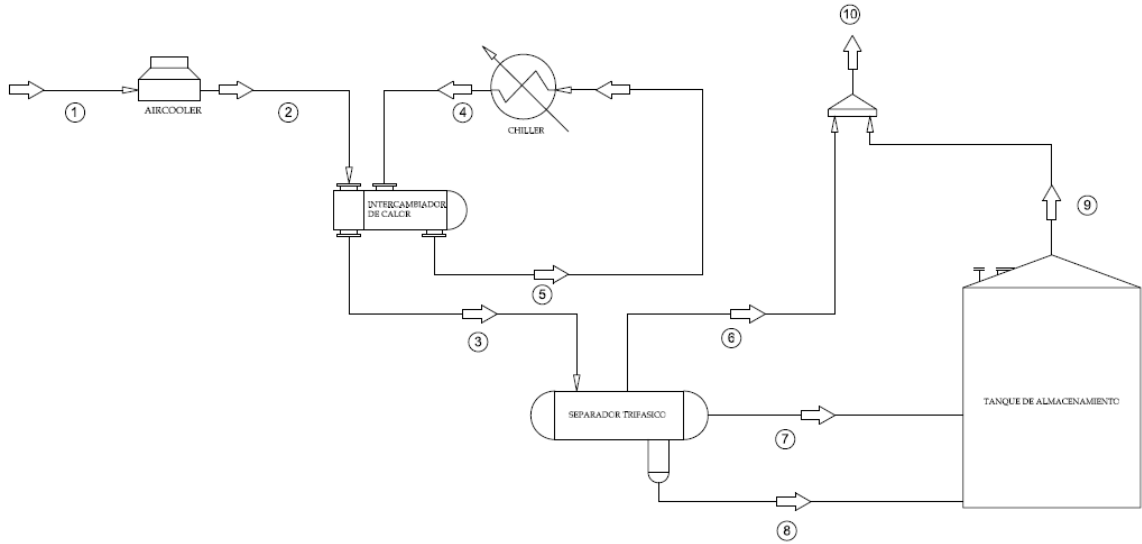 10
1
AIRCOOLER
2
4
CHILLER
INTERCAMBIADOR
DE CALOR
9
5
3
6
SEPARADOR TRIFASICO
TANQUE DE ALMACENAMIENTO
7
8